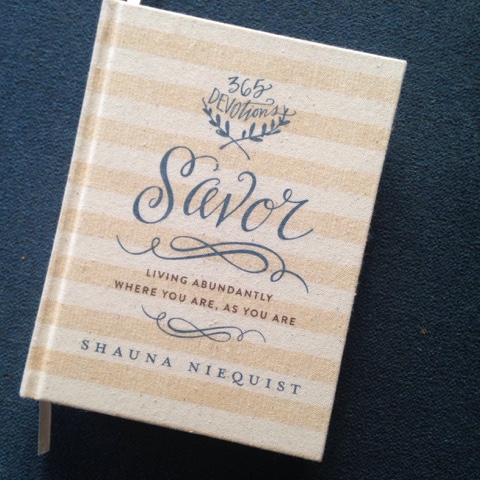 365
DEVOtionS
Savor
LIVING ABUNDANTLY
WHERE YOU ARE, AS YOU ARE
SHAUNA NIEQUIST